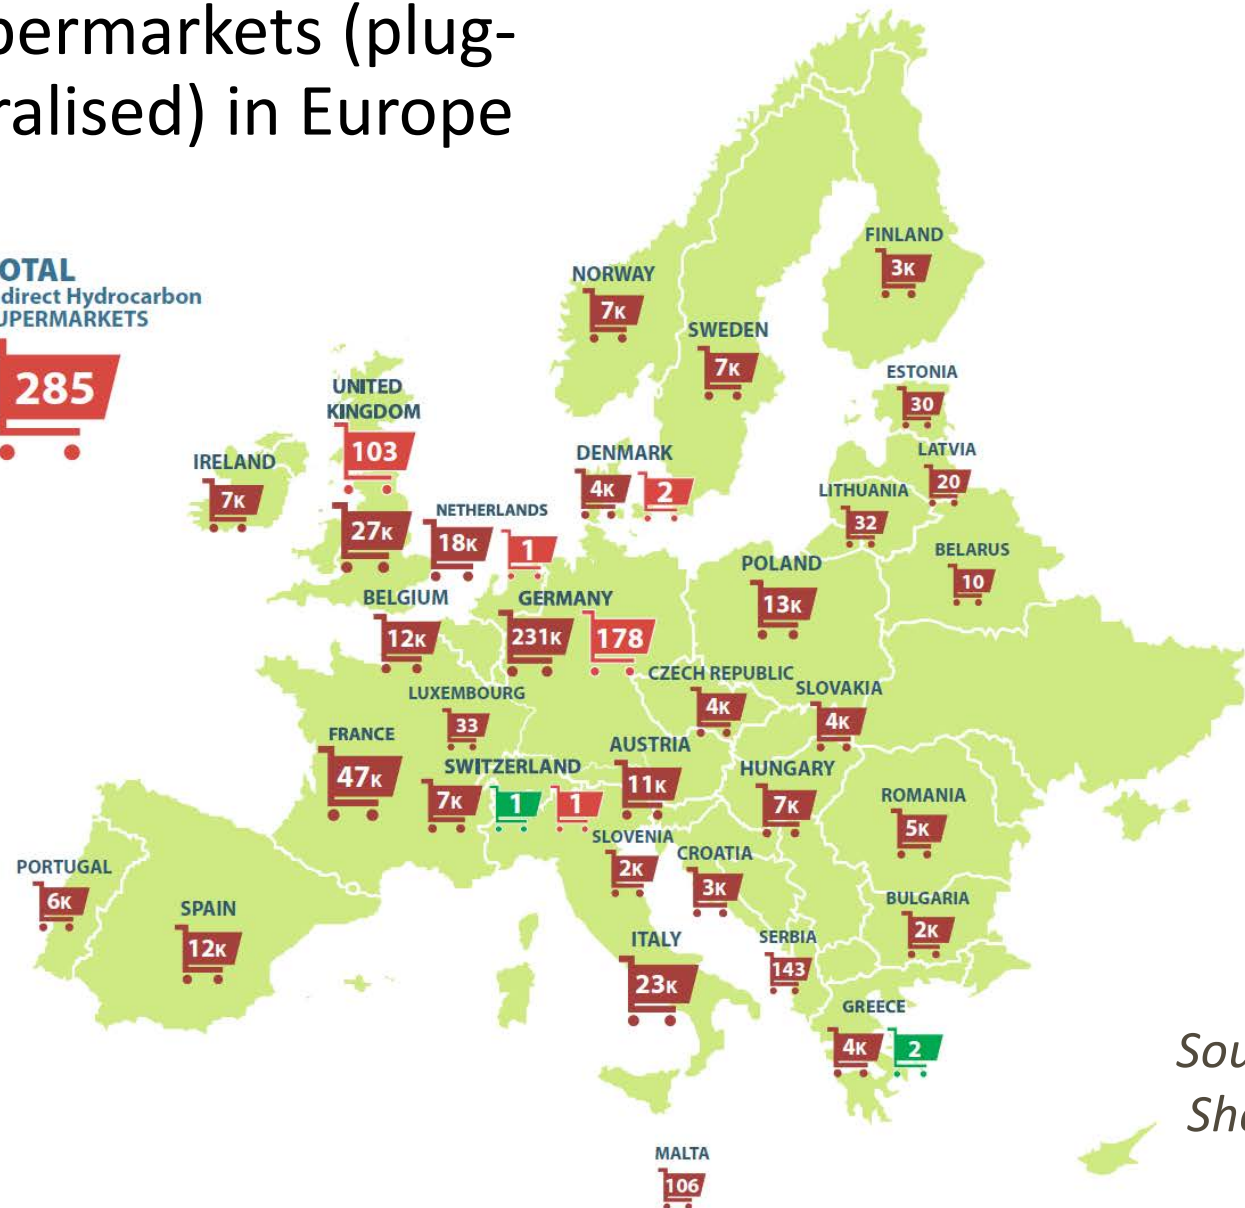 permarkets (plug-
ralised) in Europe
OTAL
direct Hydrocarbon
UPERMARKETS
285
FINLAND
3K
NORWAY
7K
SWEDEN
7K
ESTONIA
30
UNITED
KINGDOM
103
27K
IRELAND
7K
DENMARK
4K
2
LATVIA
20
LITHUANIA
32
NETHERLANDS
18K
1
BELARUS
10
POLAND
13K
BELGIUM
12K
GERMANY
231K
178
CZECH REPUBLIC
4K
SLOVAKIA
4K
LUXEMBOURG
33
FRANCE
47K
SWITZERLAND
7K
1
1
AUSTRIA
11K
HUNGARY
7K
ROMANIA
5K
SLOVENIA
2K
CROATIA
3K
PORTUGAL
6K
SPAIN
12K
BULGARIA
2K
ITALY
23K
SERBIA
143
GREECE
4K
2
Sou
Sh
MALTA
106